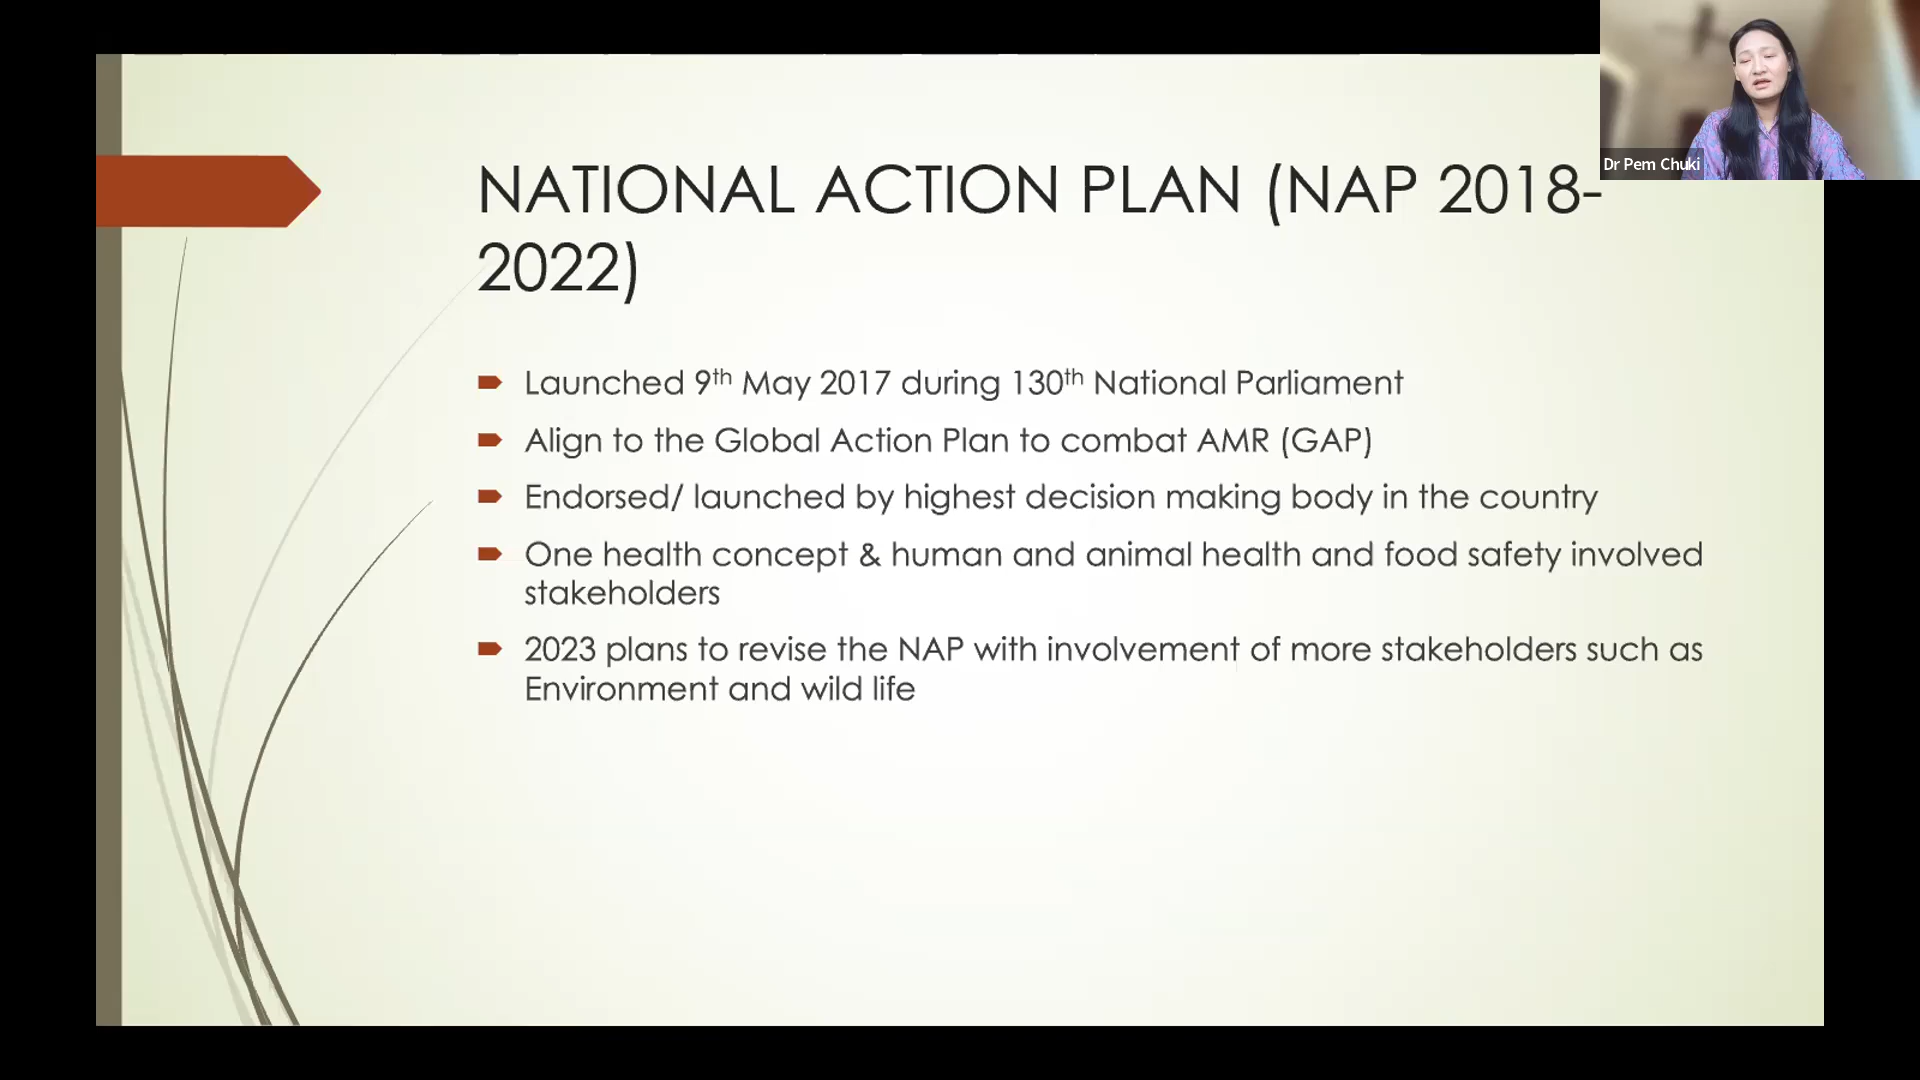 NATIONAL ACTION PLAN (NAP 2018-
2022)
Launched 9th May 2017 during 130th National Parliament
Align to the Global Action Plan to combat AMR (GAP)
Endorsed/ launched by highest decision making body in the country
One health concept & human and animal health and food safety involved
stakeholders
2023 plans to revise the NAP with involvement of more stakeholders such as
Environment and wild life
Dr Pem Chuki